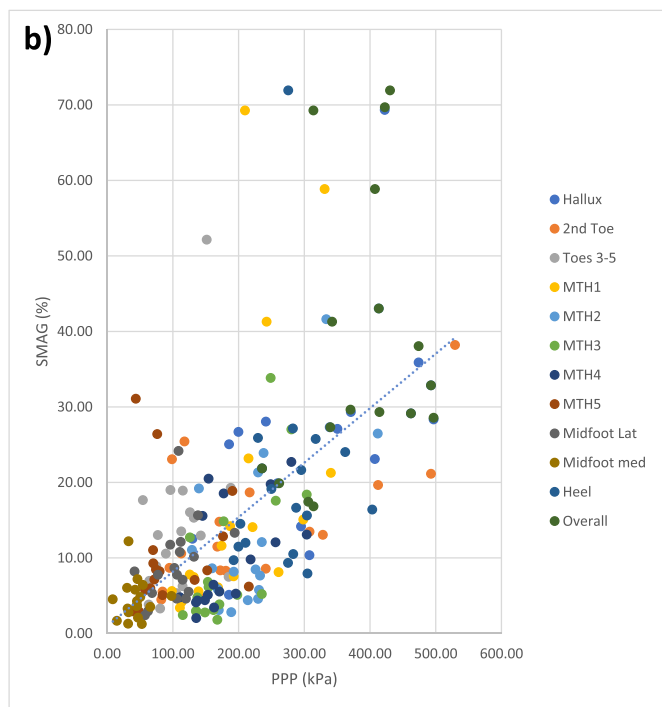 b)
80.00
70.00
60.00
50.00
40.00
30.00
20.00
10.00
0.00
SMAG (%)
0.00 100.00 200.00 300.00 400.00 500.00 600.00
PPP (kPa)
Hallux
2nd Toe
Toes 3-5
MTH1
MTH2
MTH3
MTH4
MTH5
Midfoot Lat
Midfoot med
Heel
Overall